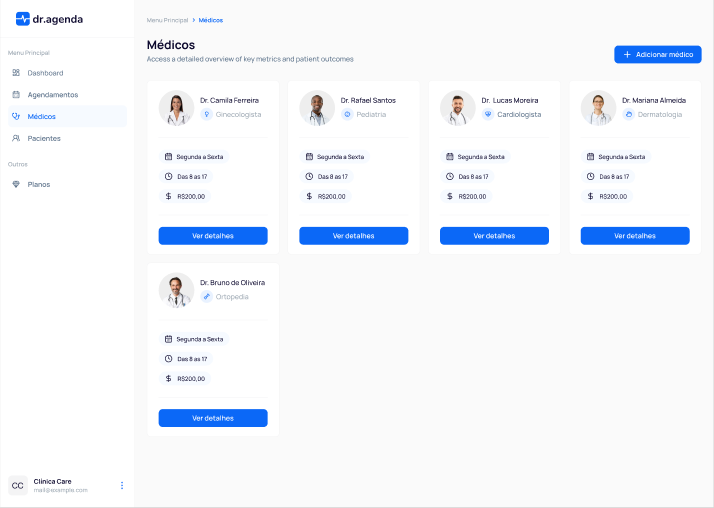 dr.agenda
Menu Principal
Dashboard
Agendamentos
Médicos
Pacientes
Outros
Planos
CC
Clinica Care
mail@example.com
Menu Principal > Médicos
Médicos
Access a detailed overview of key metrics and patient outcomes
Adicionar médico
Dr. Camila Ferreira
Ginecologista
Segunda a Sexta
Das 8 as 17
R$200,00
Ver detalhes
Dr. Rafael Santos
Pediatria
Segunda a Sexta
Das 8 as 17
R$200,00
Ver detalhes
Dr. Lucas Moreira
Cardiologista
Segunda a Sexta
Das 8 as 17
R$200,00
Ver detalhes
Dr. Mariana Almeida
Dermatologia
Segunda a Sexta
Das 8 as 17
R$200,00
Ver detalhes
Dr. Bruno de Oliveira
Ortopedia
Segunda a Sexta
Das 8 as 17
R$200,00
Ver detalhes